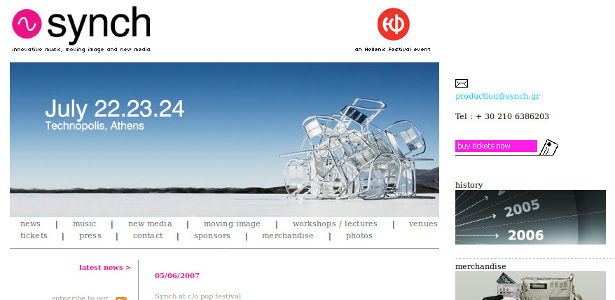 synch
innovative music, moving image and new media
an Hellenic Festival event
July 22.23.24
Technopolis, Athens
production@synch.gr
Tel : + 30 210 6386203
buy tickets now
history
2005
2006
news | music | new media | moving image | workshops / lectures | venues
tickets | press | contact | sponsors | merchandise | photos
merchandise
latest news >
05/06/2007
subscribe to our
Synch at c/o pop festival